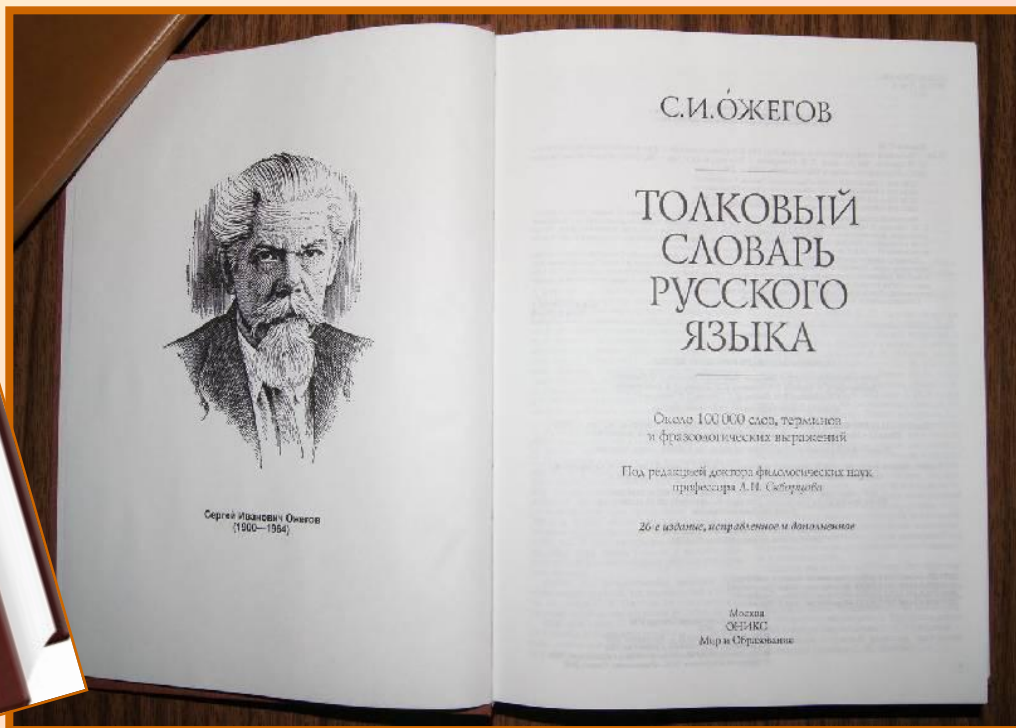 Сергей Иванович Ожегов
(1900—1964)
С.И.О́ЖЕГОВ
ТОЛКОВЫЙ
СЛОВАРЬ
РУССКОГО
ЯЗЫКА
Около 100 000 слов, терминов
и фразеологических выражений
Под редакцией доктора филологических наук
профессора Л.И. Скворцова
26-е издание, исправленное и дополненное
Москва
ОНИКС
Мир и Образование